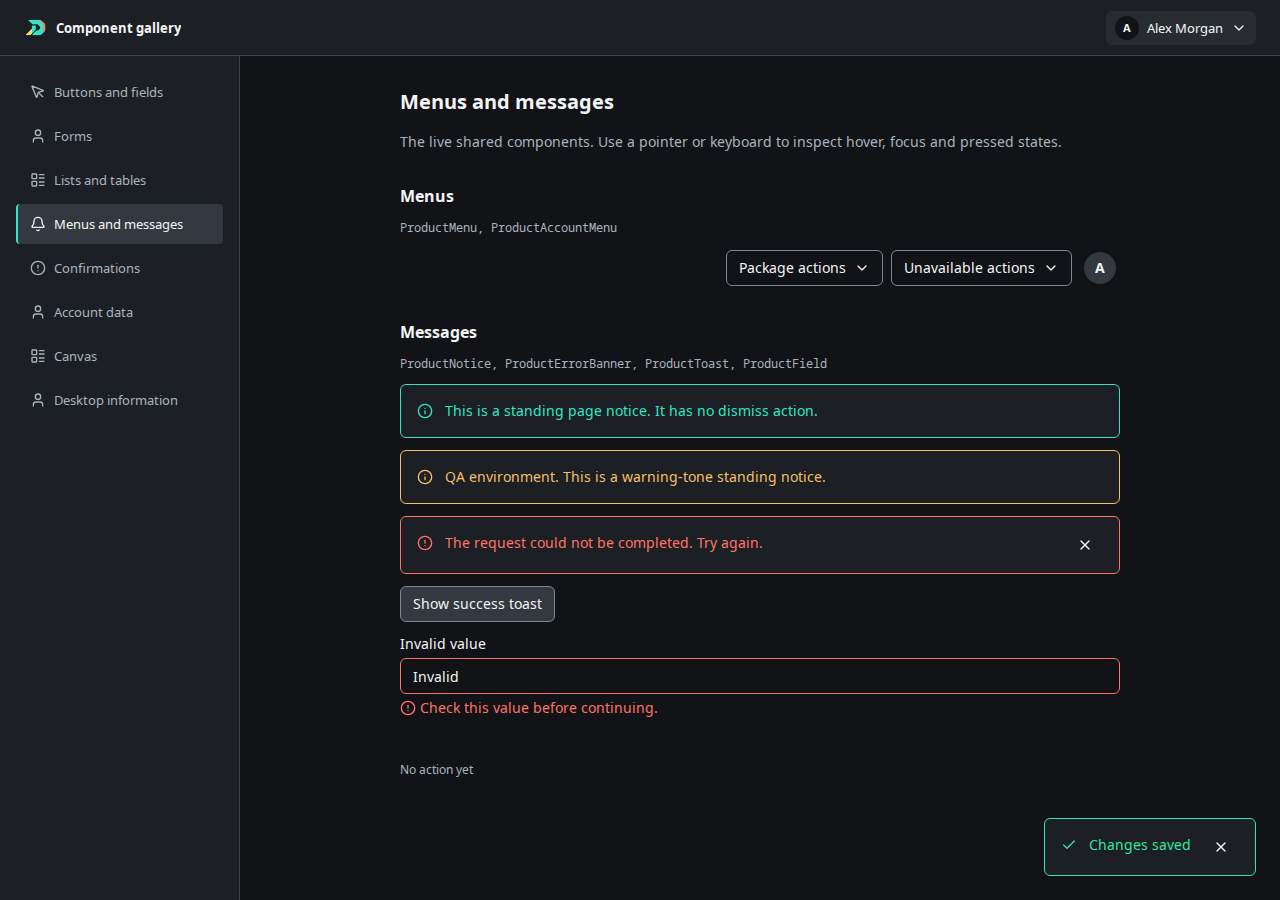 Component gallery
A Alex Morgan
Buttons and fields
Forms
Lists and tables
Menus and messages
Confirmations
Account data
Canvas
Desktop information
Menus and messages
The live shared components. Use a pointer or keyboard to inspect hover, focus and pressed states.
Menus
ProductMenu, ProductAccountMenu
Package actions Unavailable actions A
Messages
ProductNotice, ProductErrorBanner, ProductToast, ProductField
This is a standing page notice. It has no dismiss action.
QA environment. This is a warning-tone standing notice.
The request could not be completed. Try again.
Show success toast
Invalid value
Invalid
Check this value before continuing.
No action yet
Changes saved